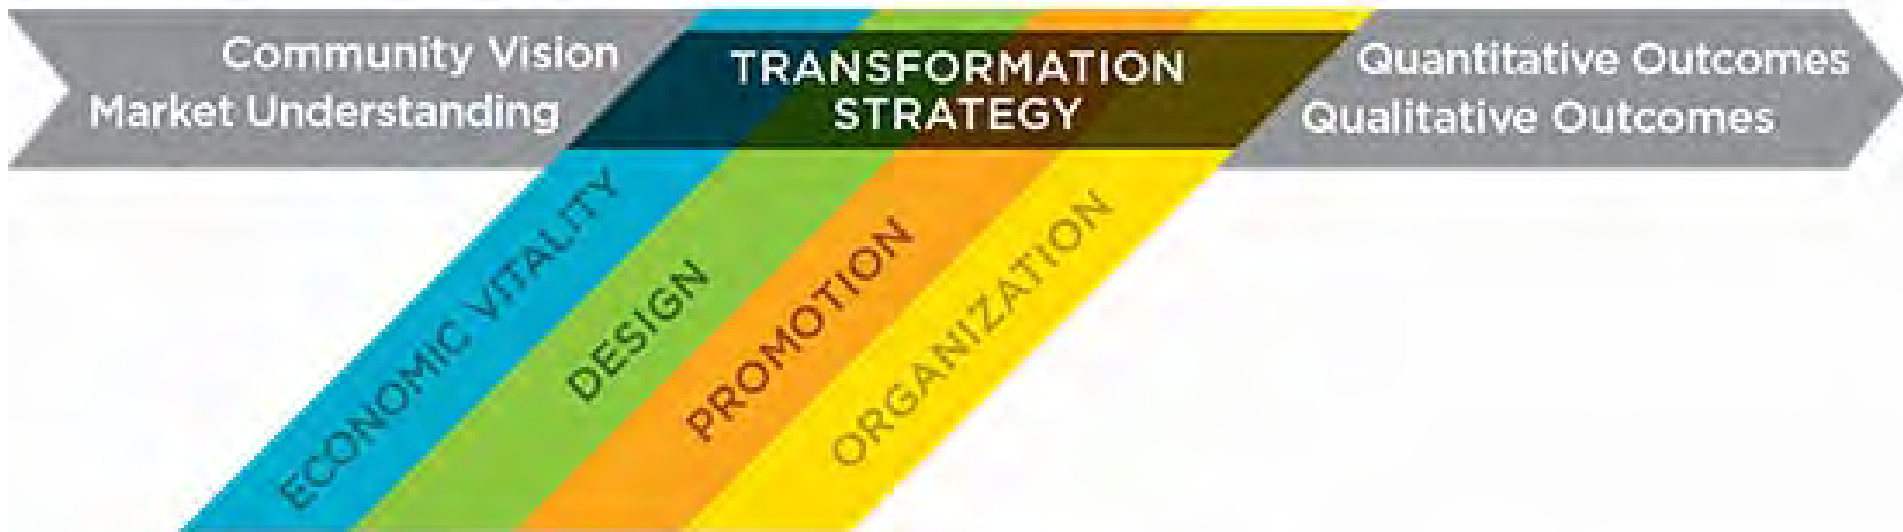 Community Vision
Market Understanding
TRANSFORMATION
STRATEGY
Quantitative Outcomes
Qualitative Outcomes
ECONOMIC VITALITY
DESIGN
PROMOTION
ORGANIZATION